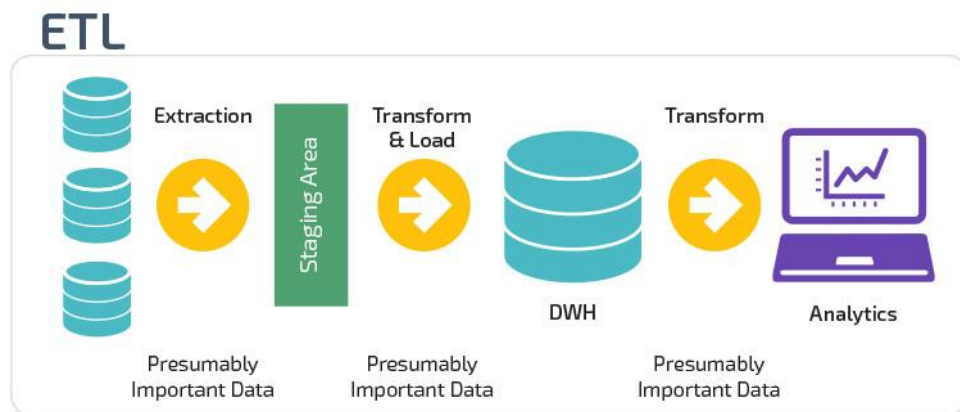 ETL
Extraction
Staging Area
Transform
& Load
DWH
Transform
Analytics
Presumably
Important Data
Presumably
Important Data
Presumably
Important Data